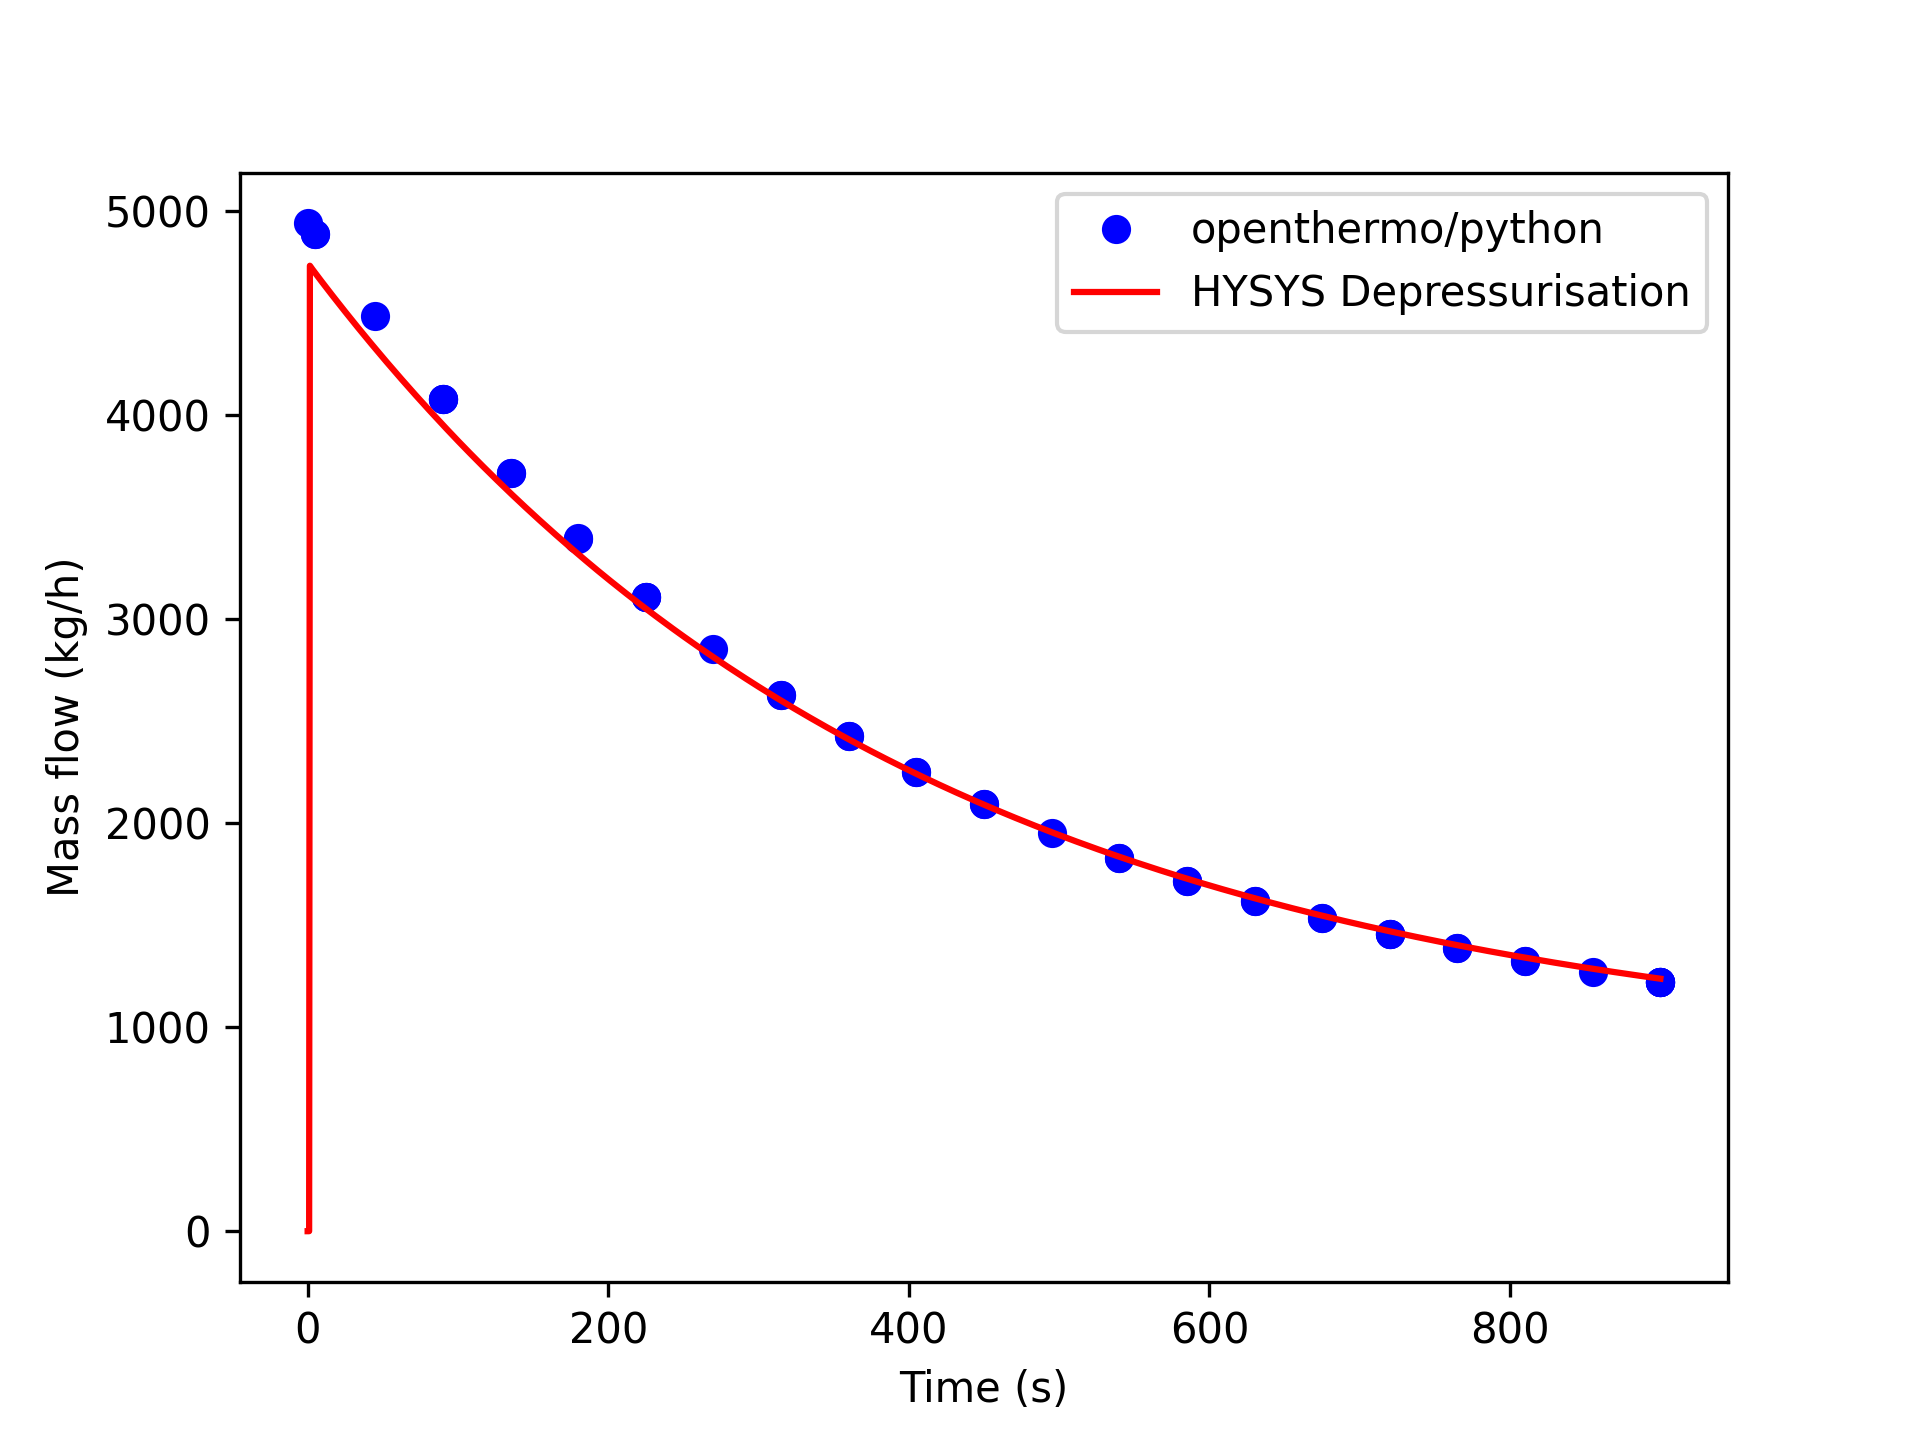 openthermo/python
HYSYS Depressurisation
5000
4000
3000
2000
1000
0
Mass flow (kg/h)
0 200 400 600 800
Time (s)